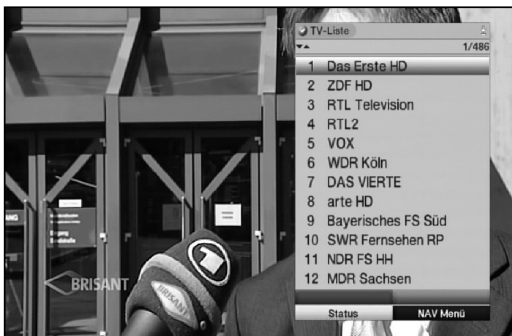 TV-Liste
1/486
1 Das Erste HD
2 ZDF HD
3 RTL Television
4 RTL2
5 VOX
6 WDR Köln
7 DAS VIERTE
8 arte HD
9 Bayerisches FS Süd
10 SWR Fernsehen RP
11 NDR FS HH
12 MDR Sachsen
Status
NAV Menü
BRISANT
1
BRISANT